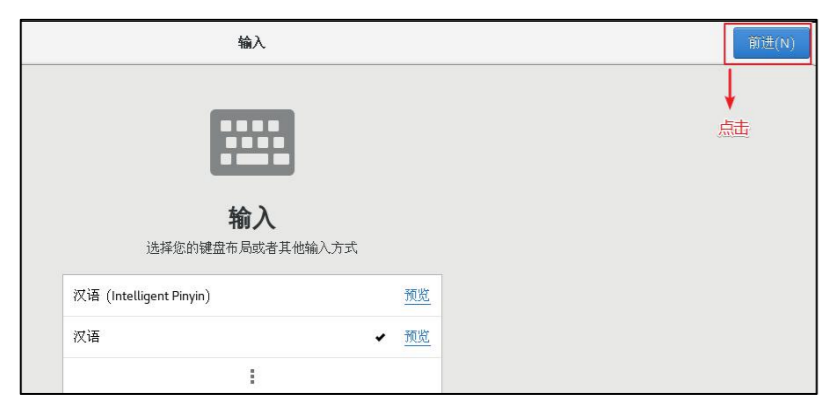 输入
前进(N)
点击
输入
选择您的键盘布局或者其他输入方式
汉语 (Intelligent Pinyin) 预览
汉语 ✔ 预览